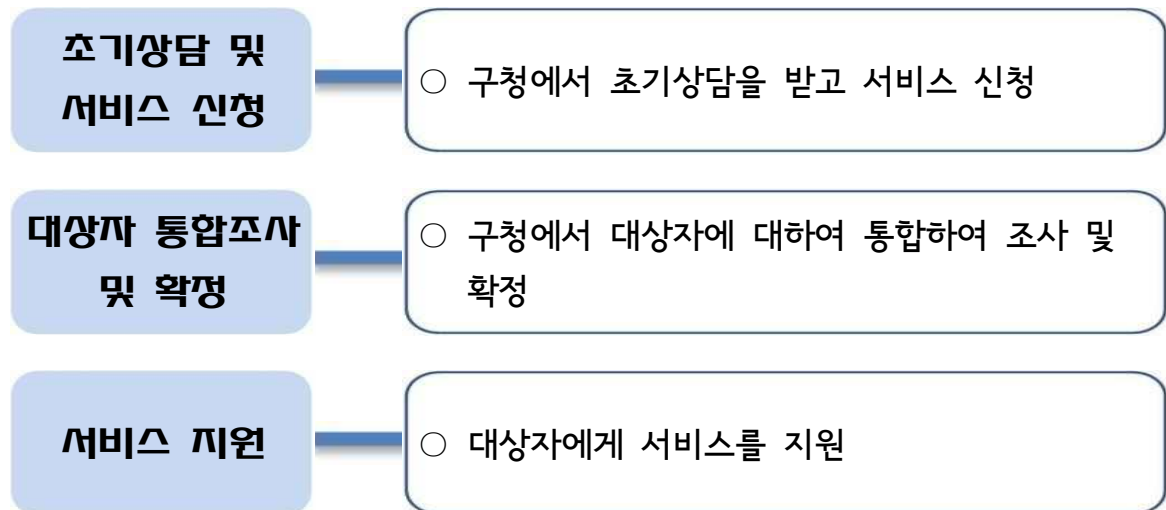 초기상담 및
서비스 신청
○ 구청에서 초기상담을 받고 서비스 신청
대상자 통합조사
및 확정
○ 구청에서 대상자에 대하여 통합하여 조사 및
확정
서비스 지원
○ 대상자에게 서비스를 지원